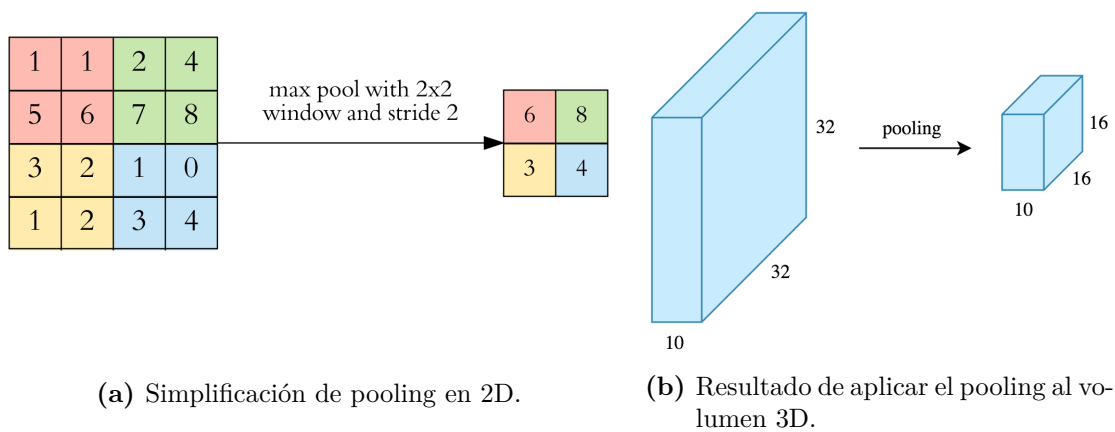 1 1 2 4
5 6 7 8
3 2 1 0
1 2 3 4
max pool with 2x2
window and stride 2
6 8
3 4
32
32
10
pooling
16
16
10
(a) Simplificación de pooling en 2D.
(b) Resultado de aplicar el pooling al vo-
lumen 3D.